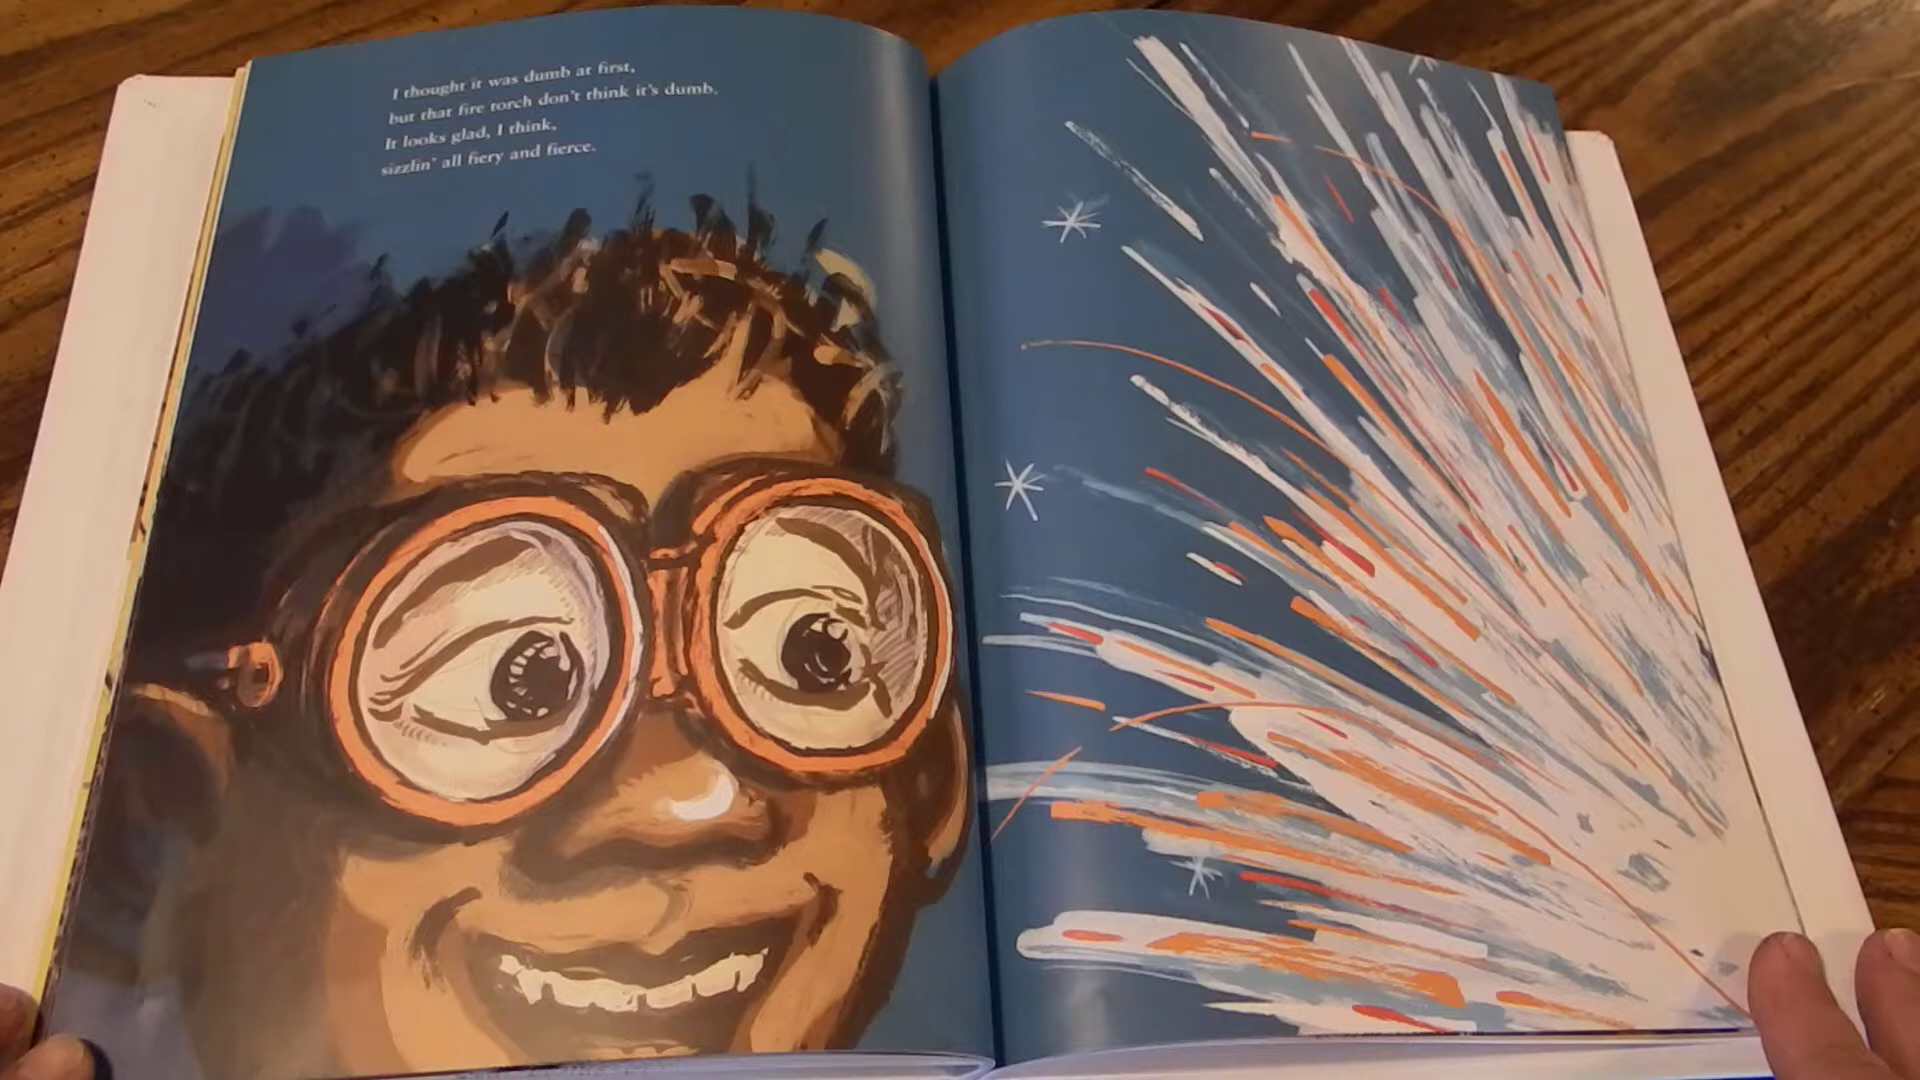 I thought it was dumb at first,
but that fire torch don't think it's dumb.
It looks glad, I think,
sizzlin' all fiery and fierce.